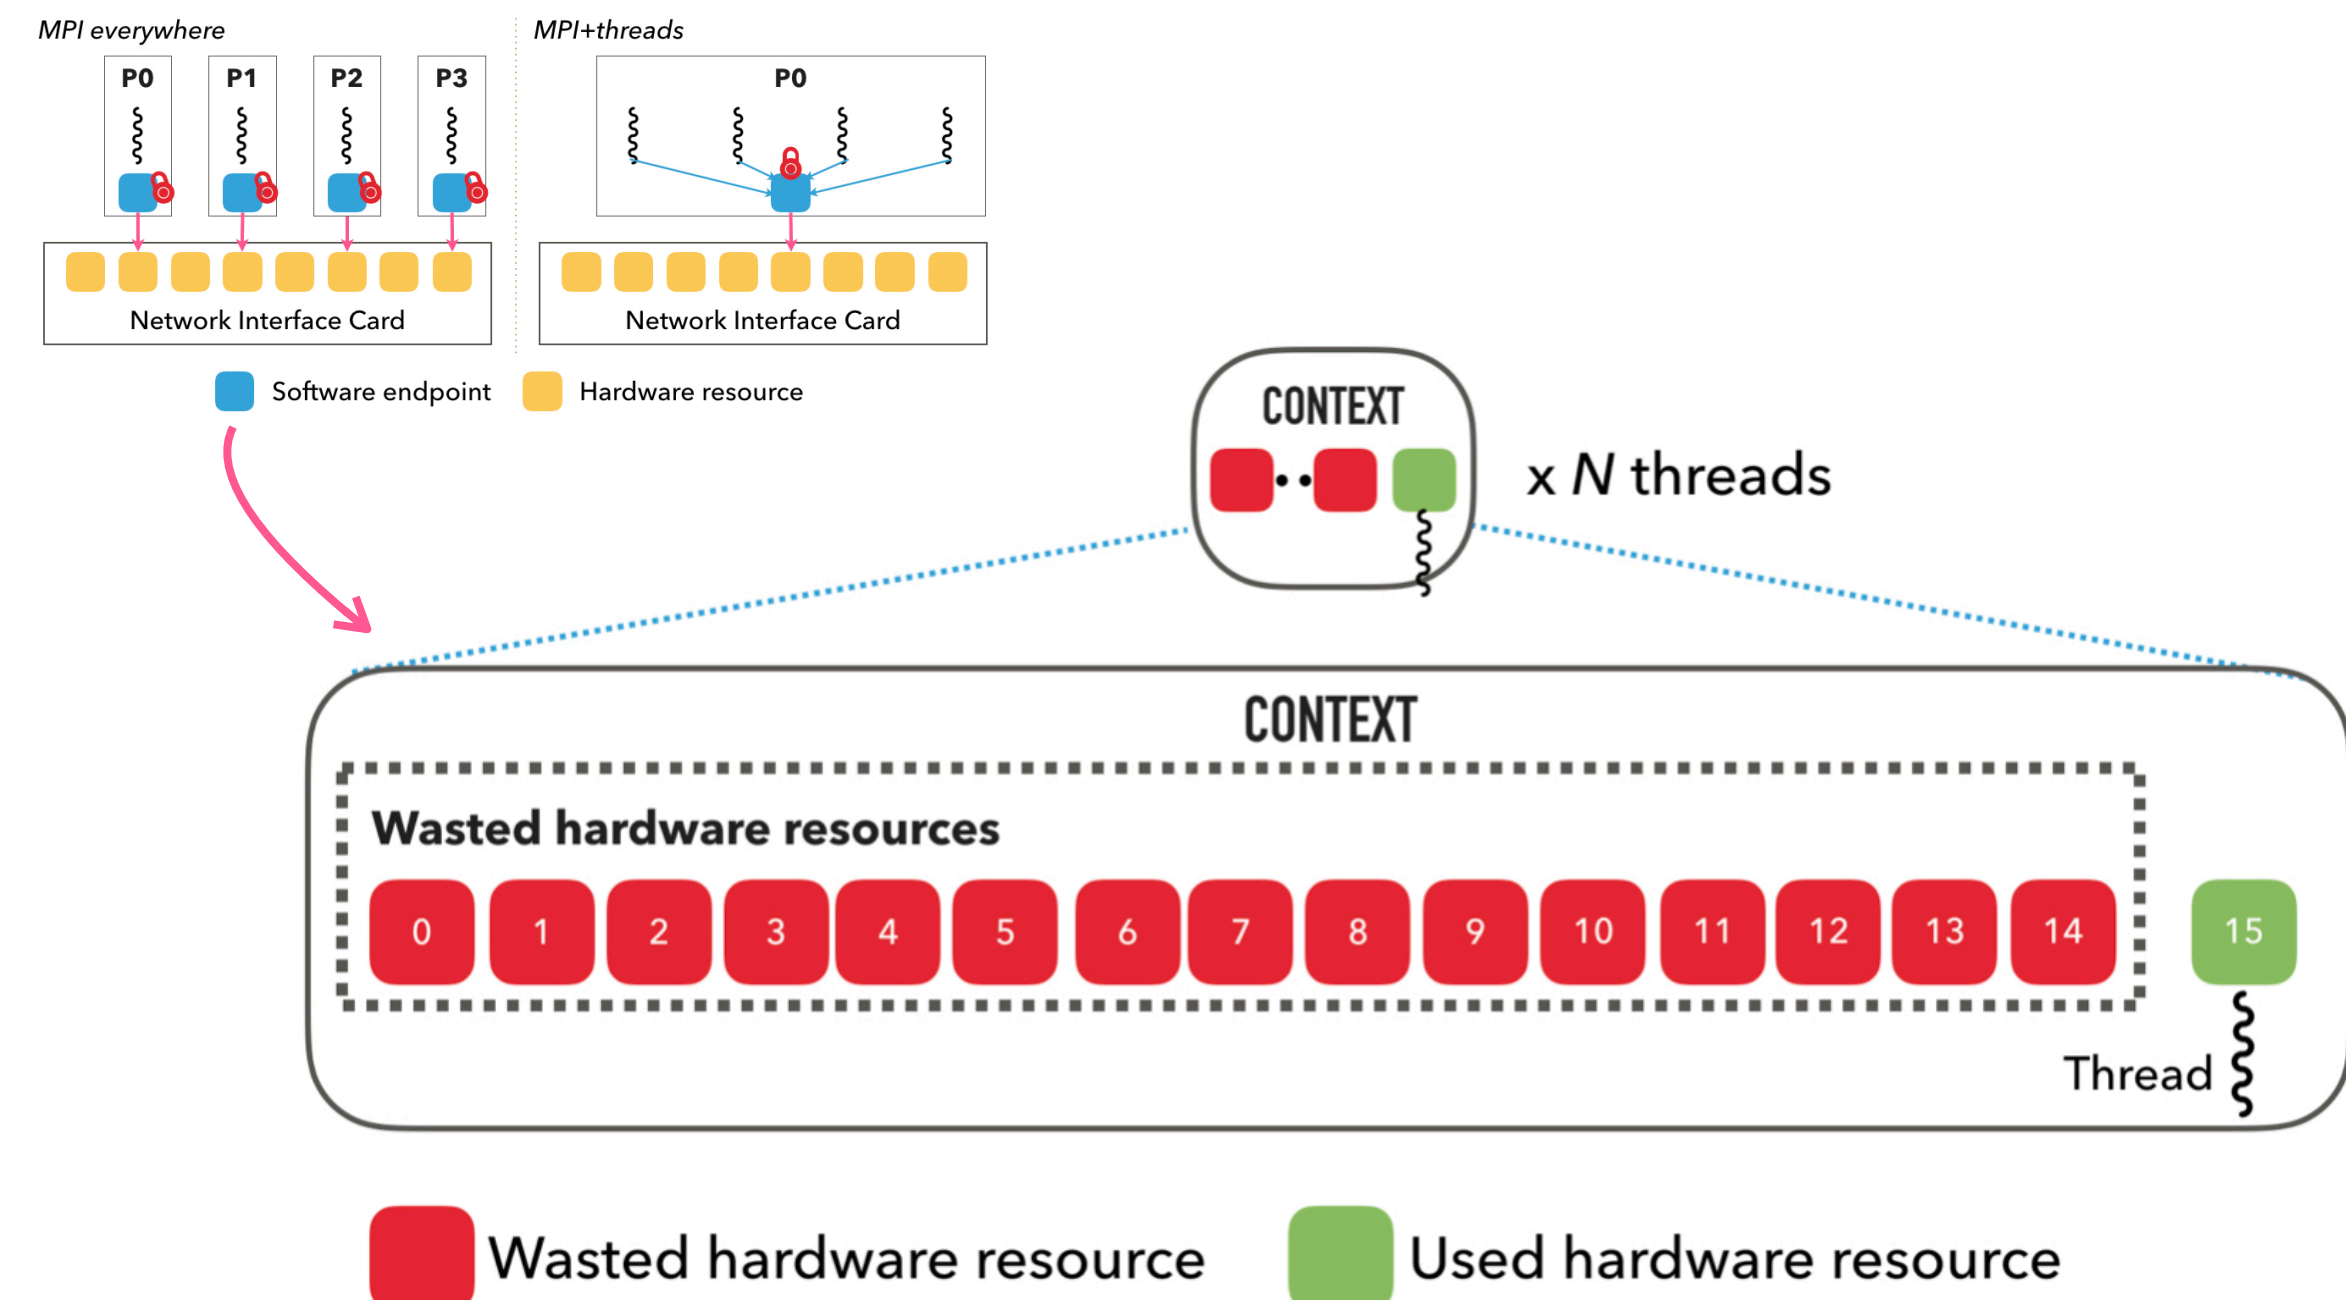 MPI everywhere
MPI+threads
P0 P1 P2 P3
P0
Network Interface Card
Network Interface Card
Software endpoint
Hardware resource
CONTEXT
x N threads
CONTEXT
Wasted hardware resources
0 1 2 3 4 5 6 7 8 9 10 11 12 13 14 15
Thread
Wasted hardware resource
Used hardware resource